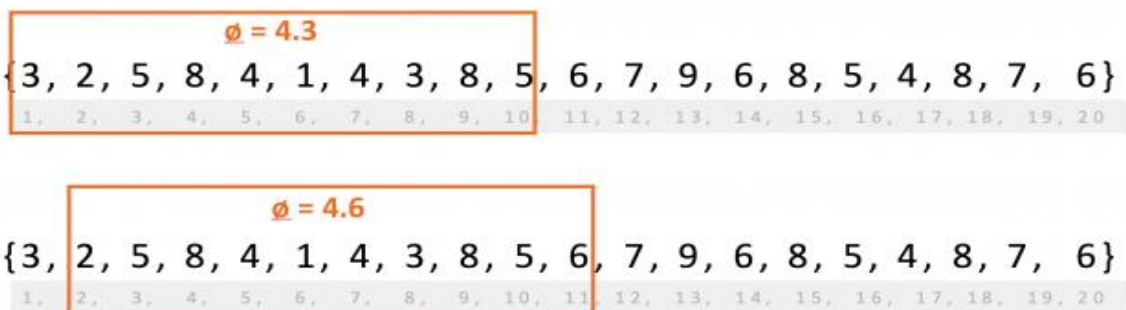 ø = 4.3
{3, 2, 5, 8, 4, 1, 4, 3, 8, 5, 6, 7, 9, 6, 8, 5, 4, 8, 7, 6}
1, 2, 3, 4, 5, 6, 7, 8, 9, 10, 11, 12, 13, 14, 15, 16, 17, 18, 19, 20
ø = 4.6
{3, 2, 5, 8, 4, 1, 4, 3, 8, 5, 6, 7, 9, 6, 8, 5, 4, 8, 7, 6}
1, 2, 3, 4, 5, 6, 7, 8, 9, 10, 11, 12, 13, 14, 15, 16, 17, 18, 19, 20